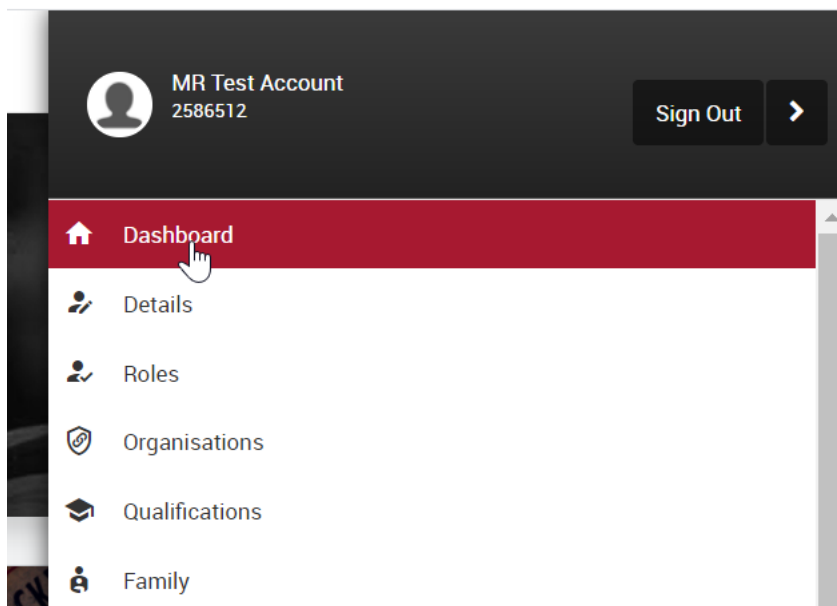 MR Test Account
2586512
Sign Out
Dashboard
Details
Roles
Organisations
Qualifications
Family